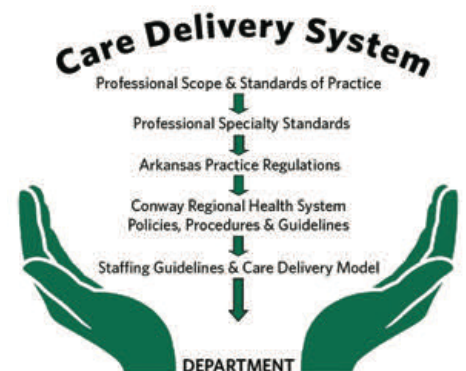 Care Delivery System
Professional Scope & Standards of Practice
Professional Specialty Standards
Arkansas Practice Regulations
Conway Regional Health System
Policies, Procedures & Guidelines
Staffing Guidelines & Care Delivery Model
DEPARTMENT